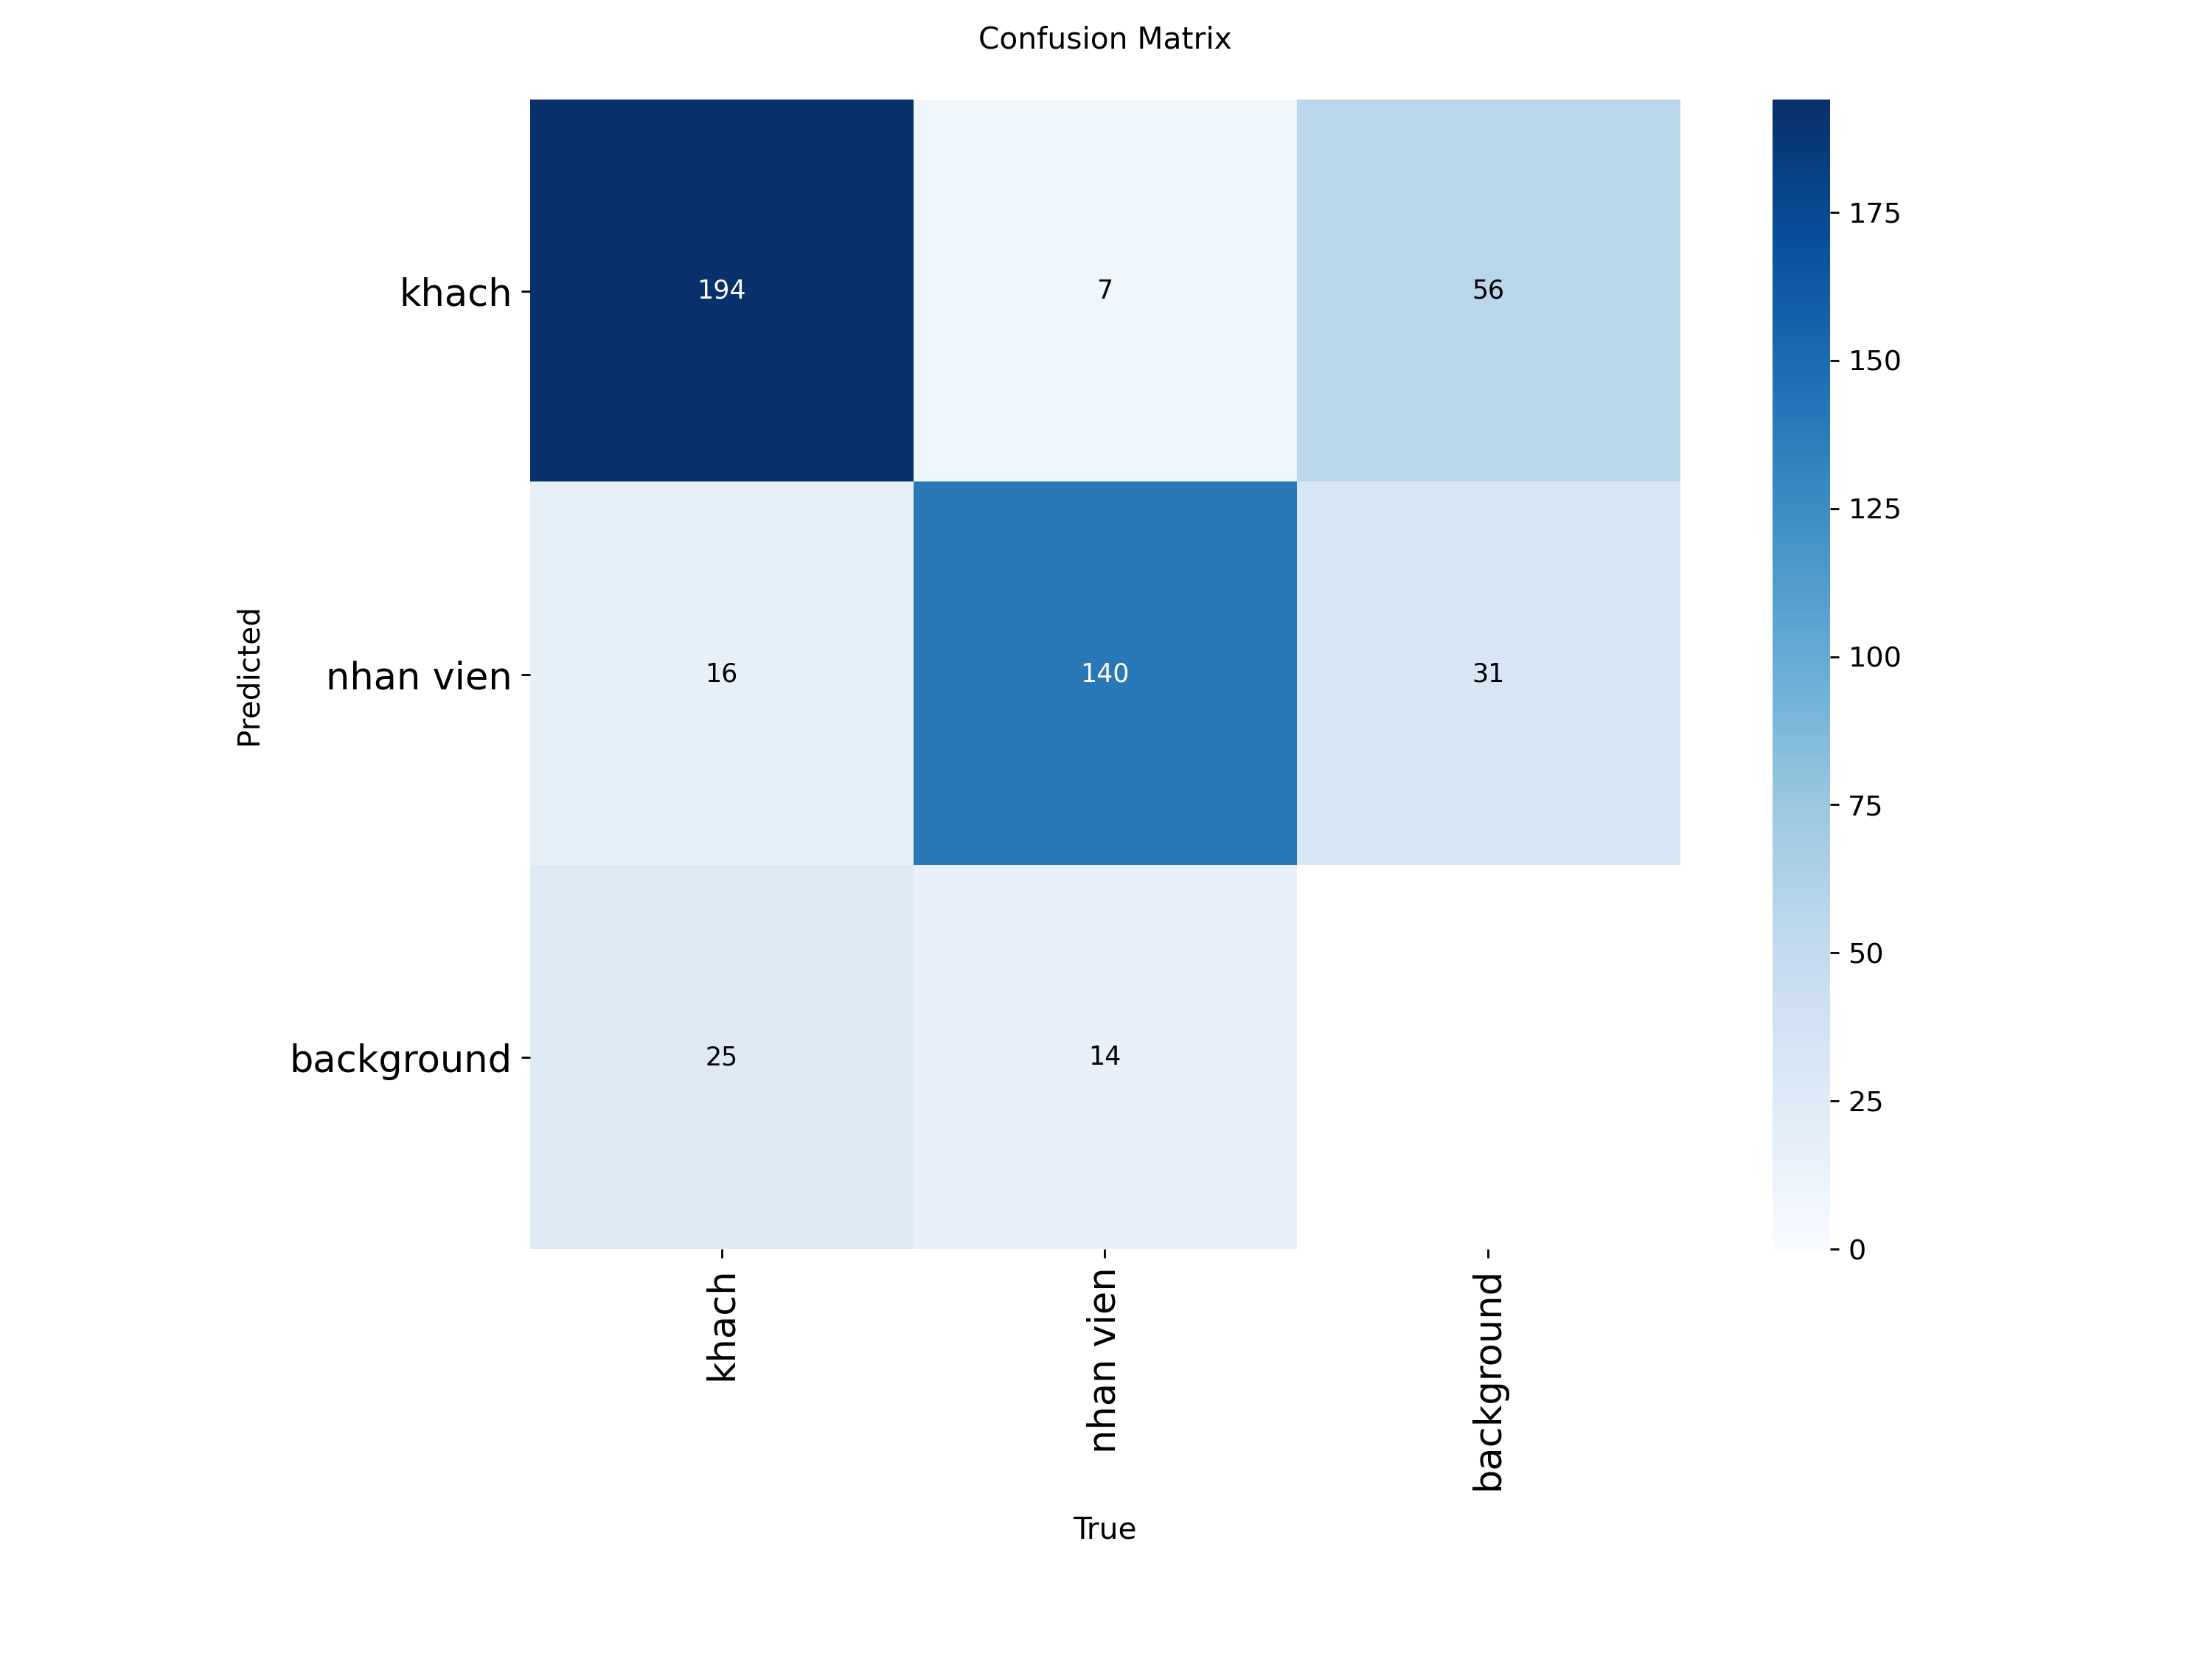 Confusion Matrix
khach
194
7
56
nhan vien
16
140
31
background
25
14
Predicted
khach
nhan vien
background
True
175
150
125
100
75
50
25
0